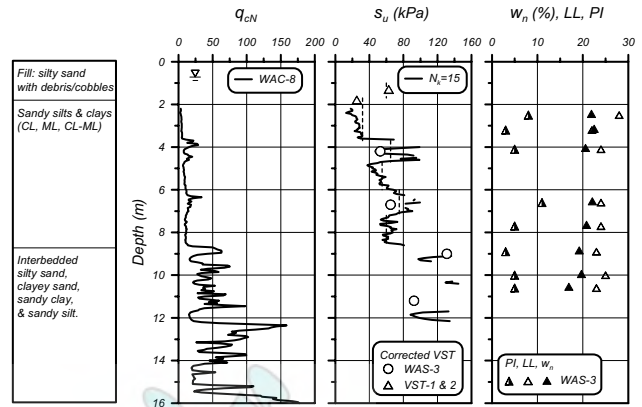 q_cN
s_u (kPa)
w_n (%), LL, PI
0 50 100 150 200
0 40 80 120 160
0 10 20 30
Fill: silty sand
with debris/cobbles
Sandy silts & clays
(CL, ML, CL-ML)
Interbedded
silty sand,
clayey sand,
sandy clay,
& sandy silt.
Depth (m)
0
2
4
6
8
10
12
14
16
WAC-8
N_k=15
Corrected VST
WAS-3
VST-1 & 2
PI, LL, w_n
WAS-3